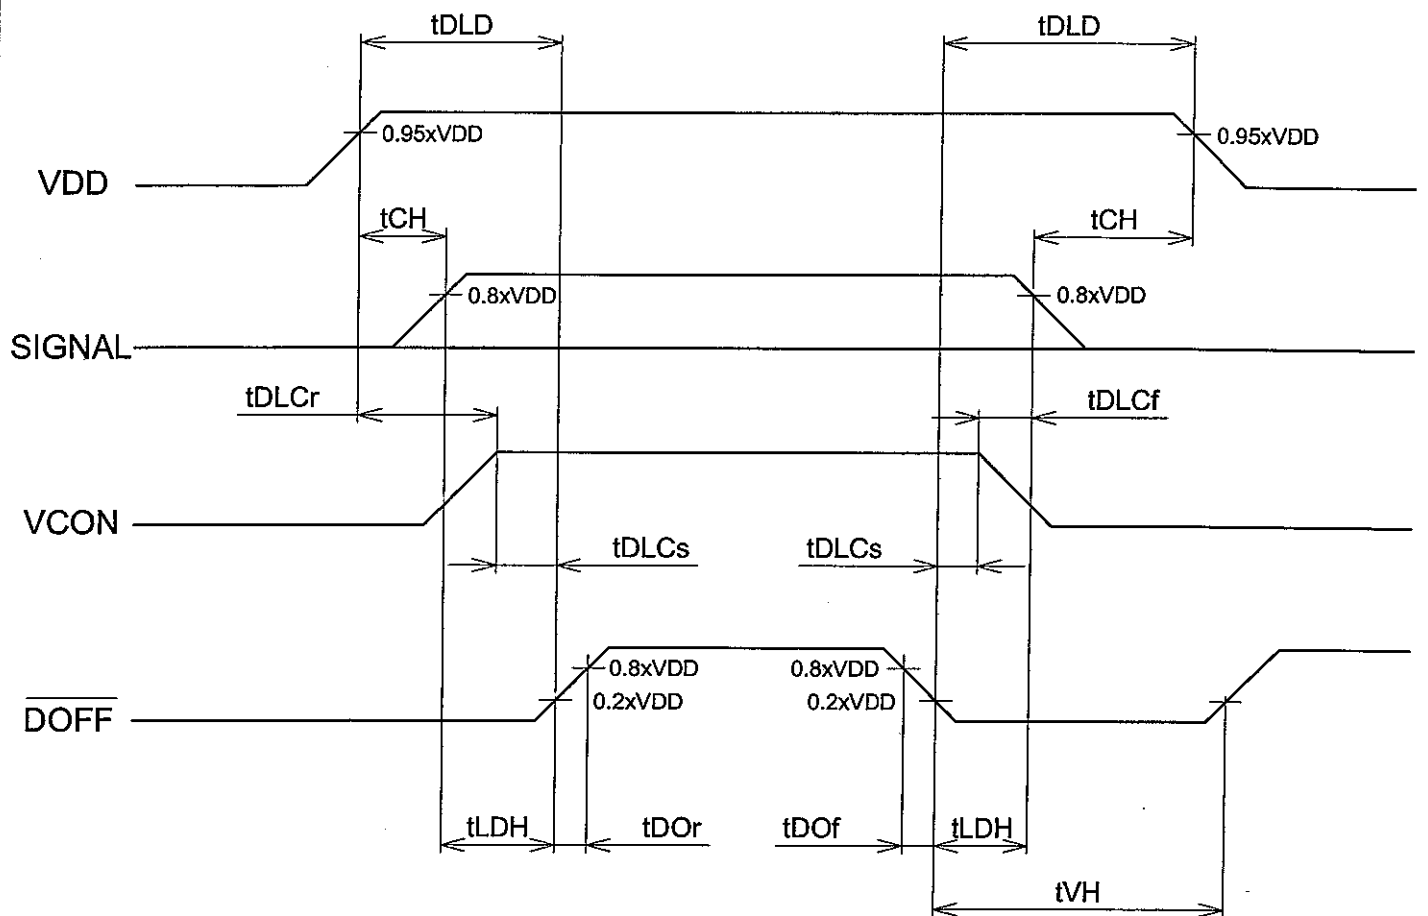 tDLD
tDLD
0.95xVDD
0.95xVDD
VDD
tCH
tCH
0.8xVDD
0.8xVDD
SIGNAL
tDLCr
tDLCf
VCON
tDLCs
tDLCs
0.8xVDD
0.8xVDD
0.2xVDD
0.2xVDD
DOFF
tLDH
tDOr
tDOf
tLDH
tVH